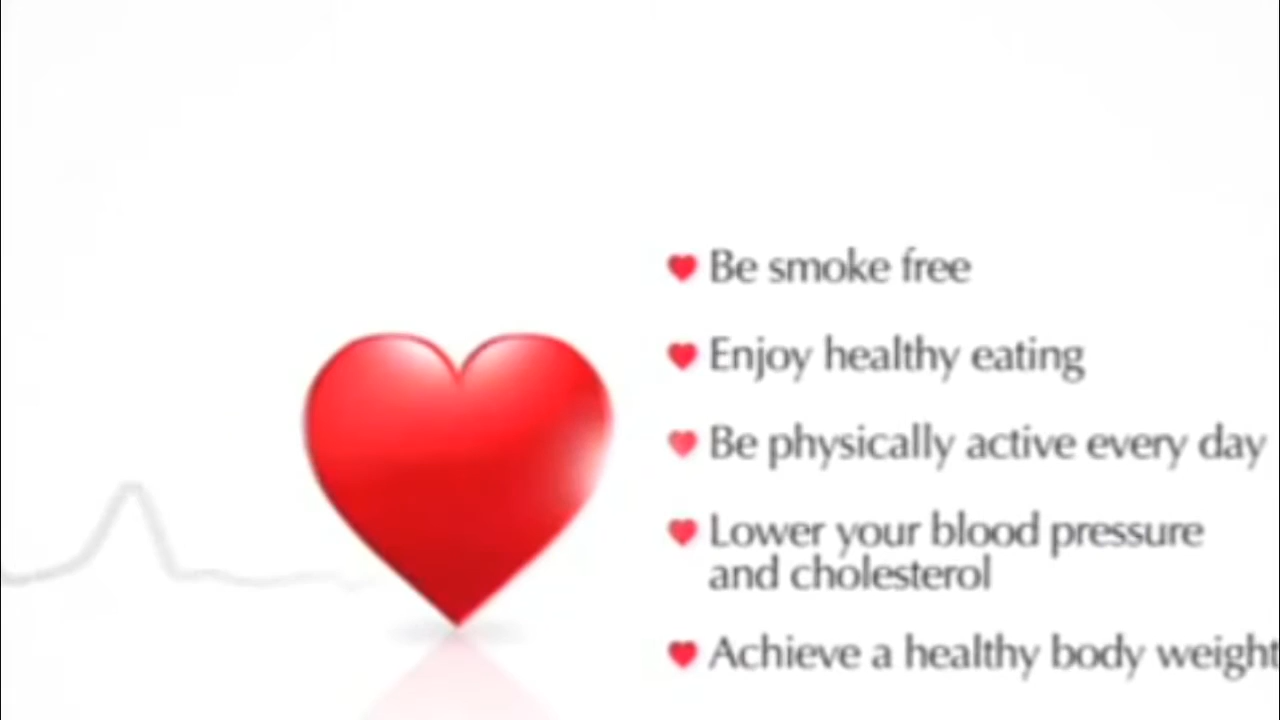 Be smoke free
Enjoy healthy eating
Be physically active every day
Lower your blood pressure
and cholesterol
Achieve a healthy body weight